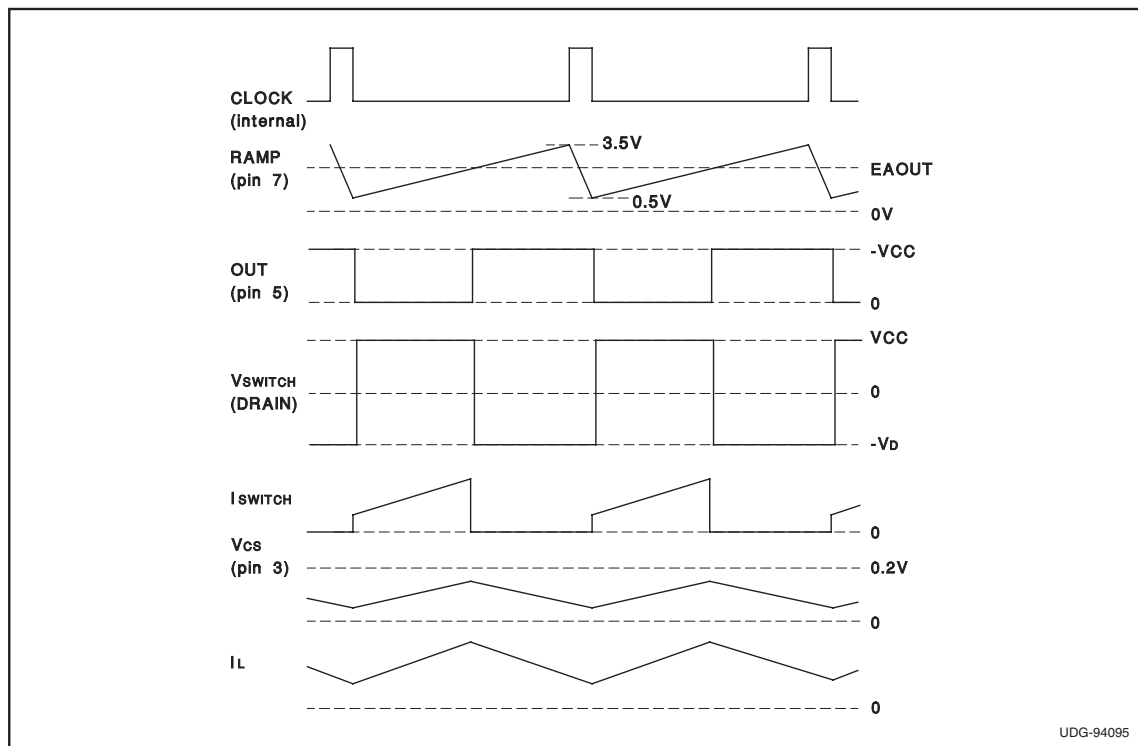 CLOCK
(internal)
RAMP
(pin 7)
3.5V
EAOUT
0.5V
0V
OUT
(pin 5)
-VCC
0
VSWITCH
(DRAIN)
VCC
0
-VD
ISWITCH
0
VCS
(pin 3)
0.2V
0
IL
0
UDG-94095